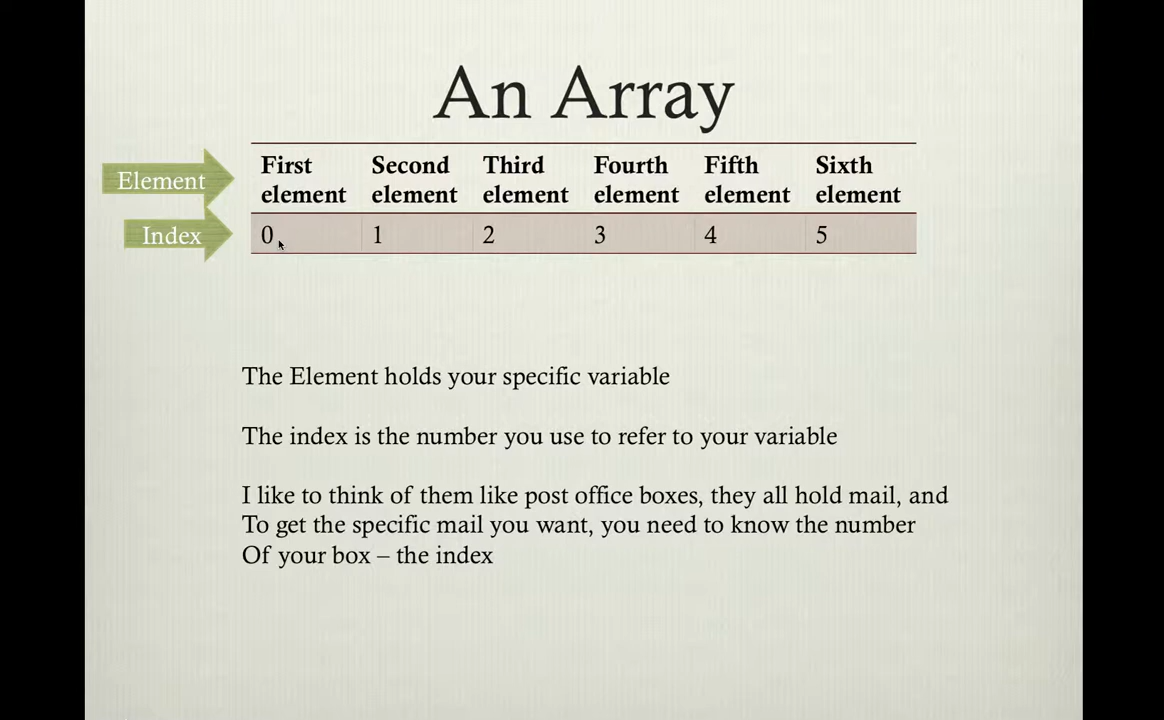 An Array
Element
First element
Second element
Third element
Fourth element
Fifth element
Sixth element
Index
0
1
2
3
4
5
The Element holds your specific variable
The index is the number you use to refer to your variable
I like to think of them like post office boxes, they all hold mail, and
To get the specific mail you want, you need to know the number
Of your box – the index